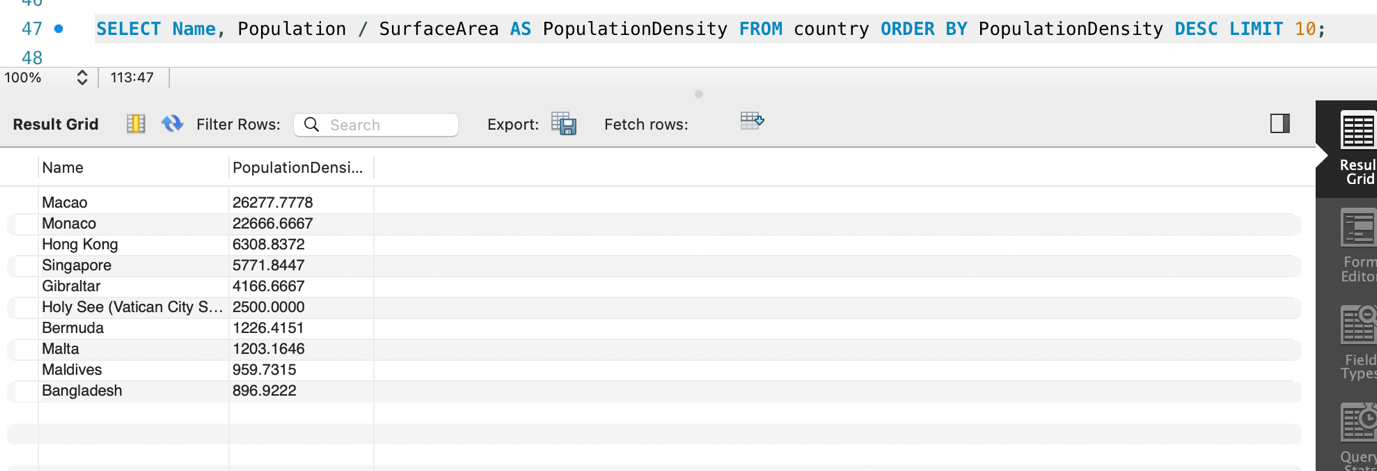 46
47 SELECT Name, Population / SurfaceArea AS PopulationDensity FROM country ORDER BY PopulationDensity DESC LIMIT 10;
48
100% 113:47
Result Grid Filter Rows: Search Export: Fetch rows:
Name PopulationDensi...
Macao 26277.7778
Monaco 22666.6667
Hong Kong 6308.8372
Singapore 5771.8447
Gibraltar 4166.6667
Holy See (Vatican City S... 2500.0000
Bermuda 1226.4151
Malta 1203.1646
Maldives 959.7315
Bangladesh 896.9222
Resul
Grid
Form
Edito
Field
Types
Query
Stats